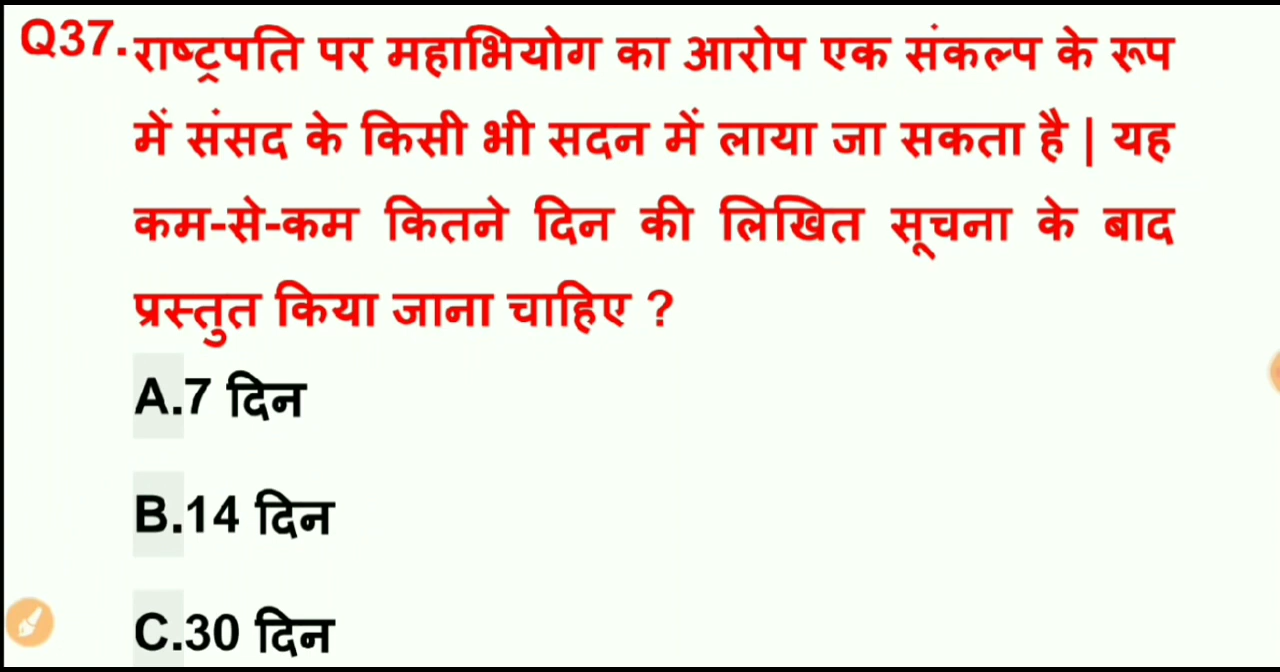 Q37.राष्ट्रपति पर महाभियोग का आरोप एक संकल्प के रूप
में संसद के किसी भी सदन में लाया जा सकता है | यह
कम-से-कम कितने दिन की लिखित सूचना के बाद
प्रस्तुत किया जाना चाहिए ?
A.7 दिन
B.14 दिन
C.30 दिन